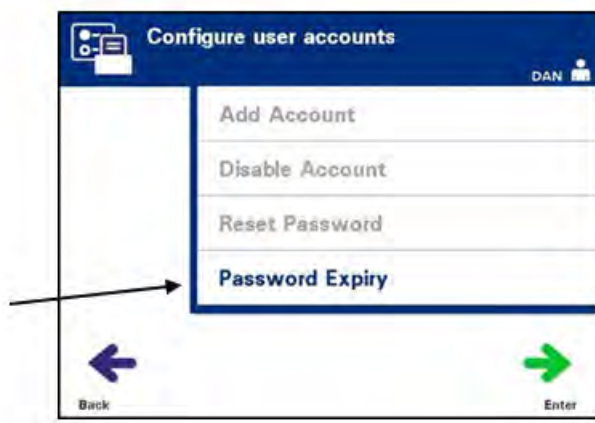 Configure user accounts
DAN
Add Account
Disable Account
Reset Password
Password Expiry
Back
Enter